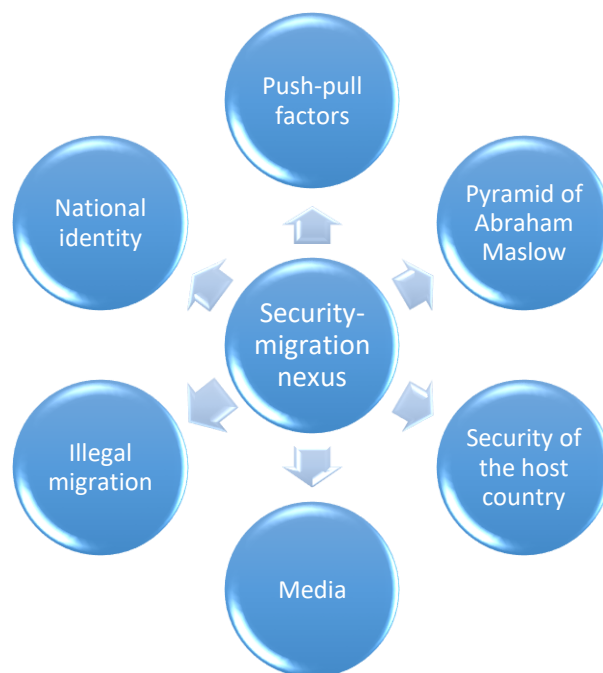 Push-pull
factors
National
identity
Pyramid of
Abraham
Maslow
Security-
migration
nexus
Illegal
migration
Security of
the host
country
Media